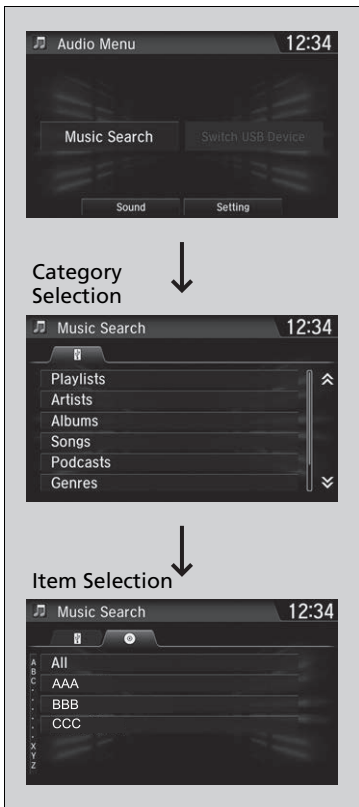 Audio Menu 12:34
Music Search Switch USB Device
Sound Setting
Category
Selection
Music Search 12:34
Playlists
Artists
Albums
Songs
Podcasts
Genres
Item Selection
Music Search 12:34
A
B
C
All
AAA
BBB
CCC
X
Y
Z